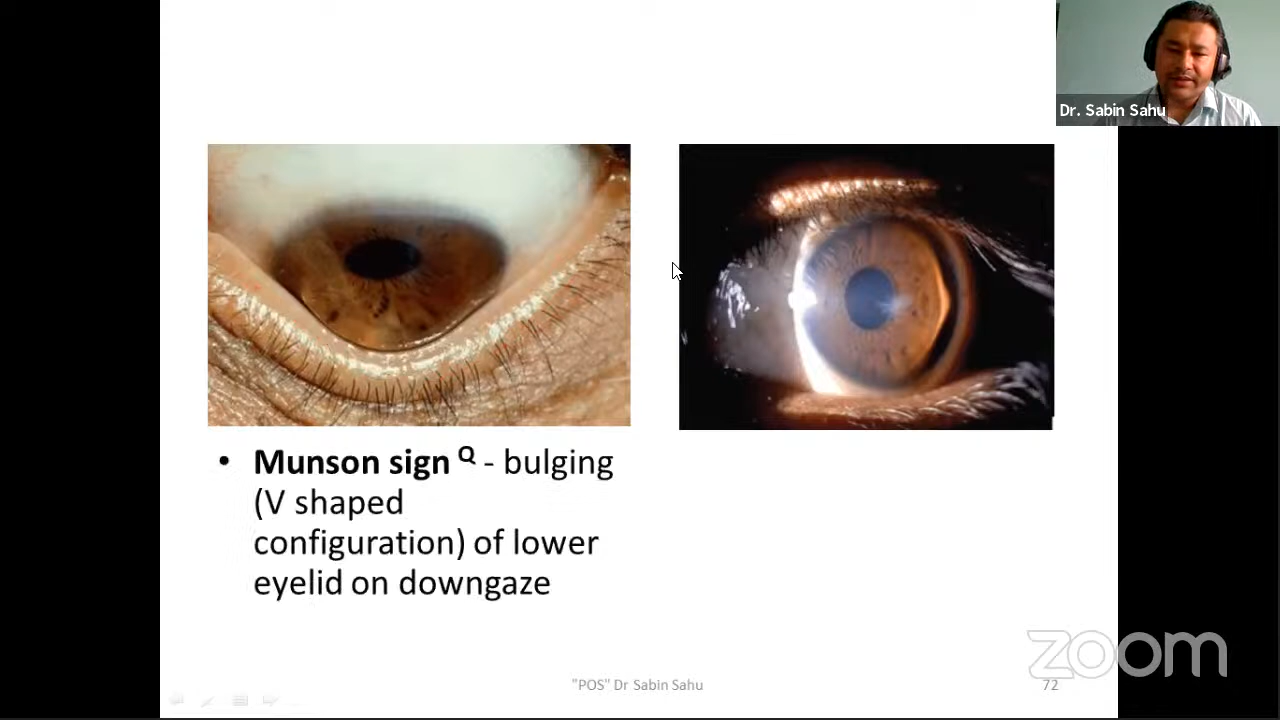 Dr. Sabin Sahu
• Munson sign Q - bulging
(V shaped
configuration) of lower
eyelid on downgaze
zoom
"POS" Dr Sabin Sahu
72